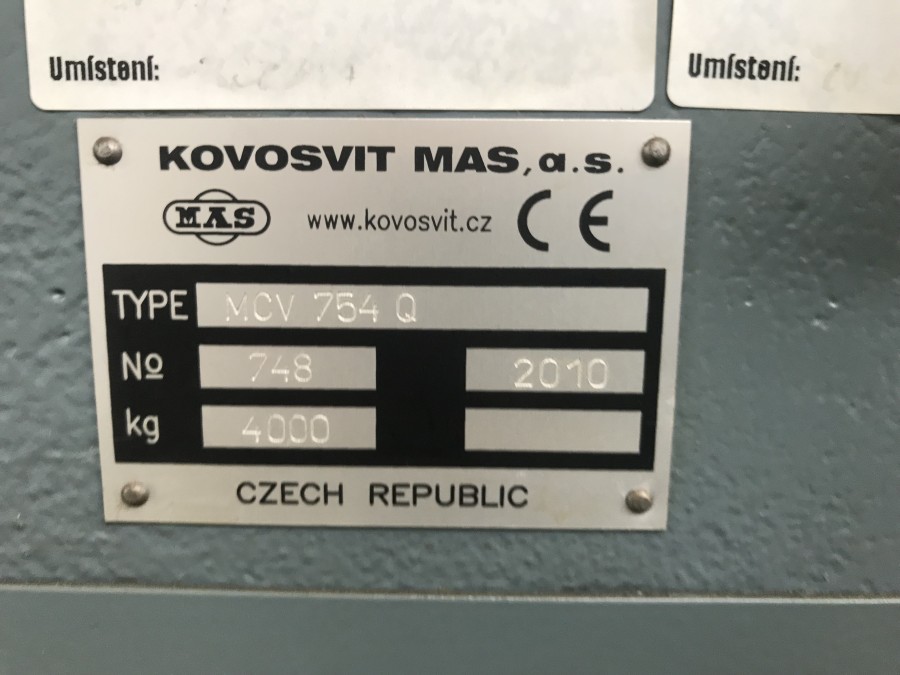 Umístění: Umístění:
KOVOSVIT MAS, a.s.
MAS www.kovosvit.cz CE
TYPE MCV 754 Q
Nº 748 2010
kg 4000
CZECH REPUBLIC